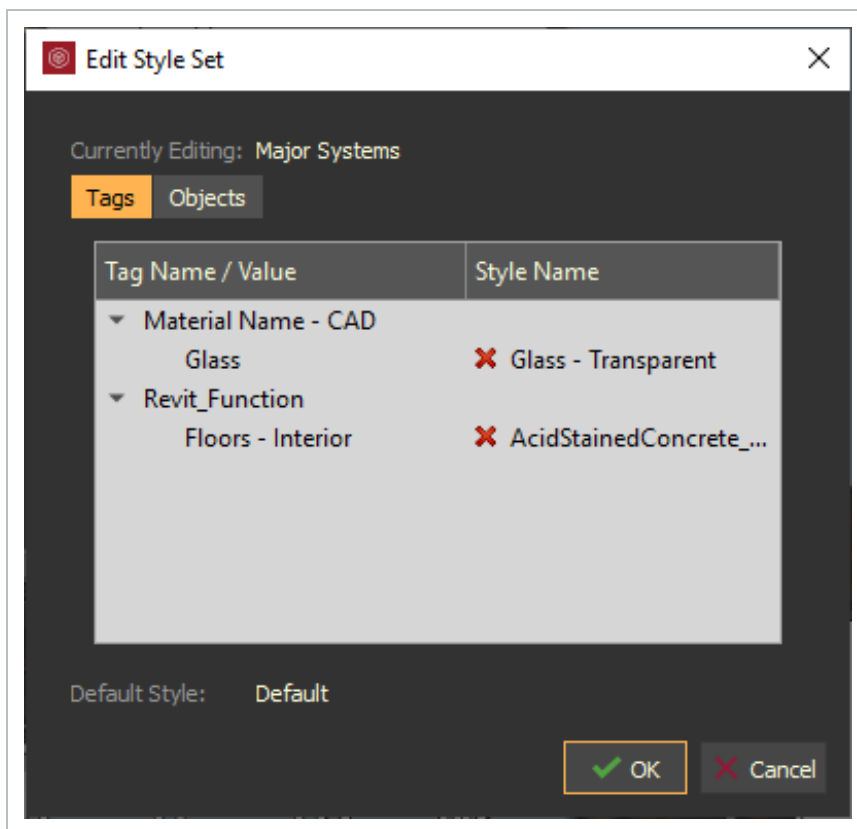 Edit Style Set
Currently Editing: Major Systems
Tags Objects
Tag Name / Value Style Name
Material Name - CAD
Glass Glass - Transparent
Revit_Function
Floors - Interior AcidStainedConcrete_...
Default Style: Default
OK Cancel